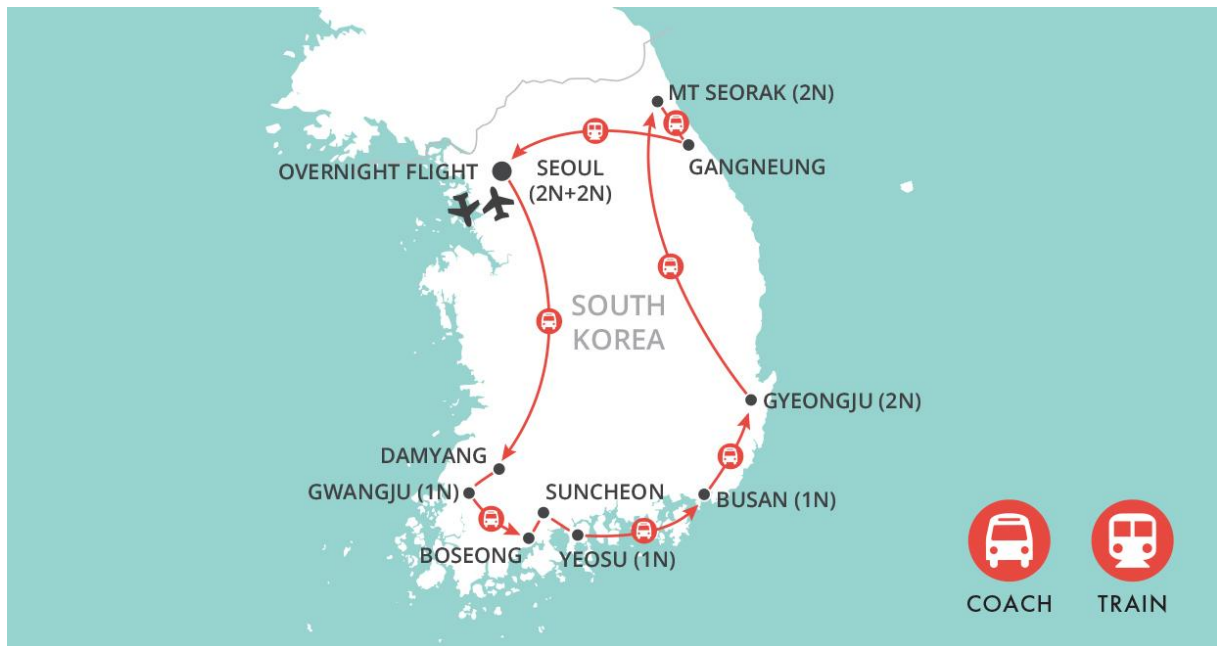 MT SEORAK (2N)
GANGNEUNG
OVERNIGHT FLIGHT
SEOUL
(2N+2N)
SOUTH
KOREA
GYEONGJU (2N)
DAMYANG
GWANGJU (1N)
SUNCHEON
BUSAN (1N)
BOSEONG
YEOSU (1N)
COACH
TRAIN